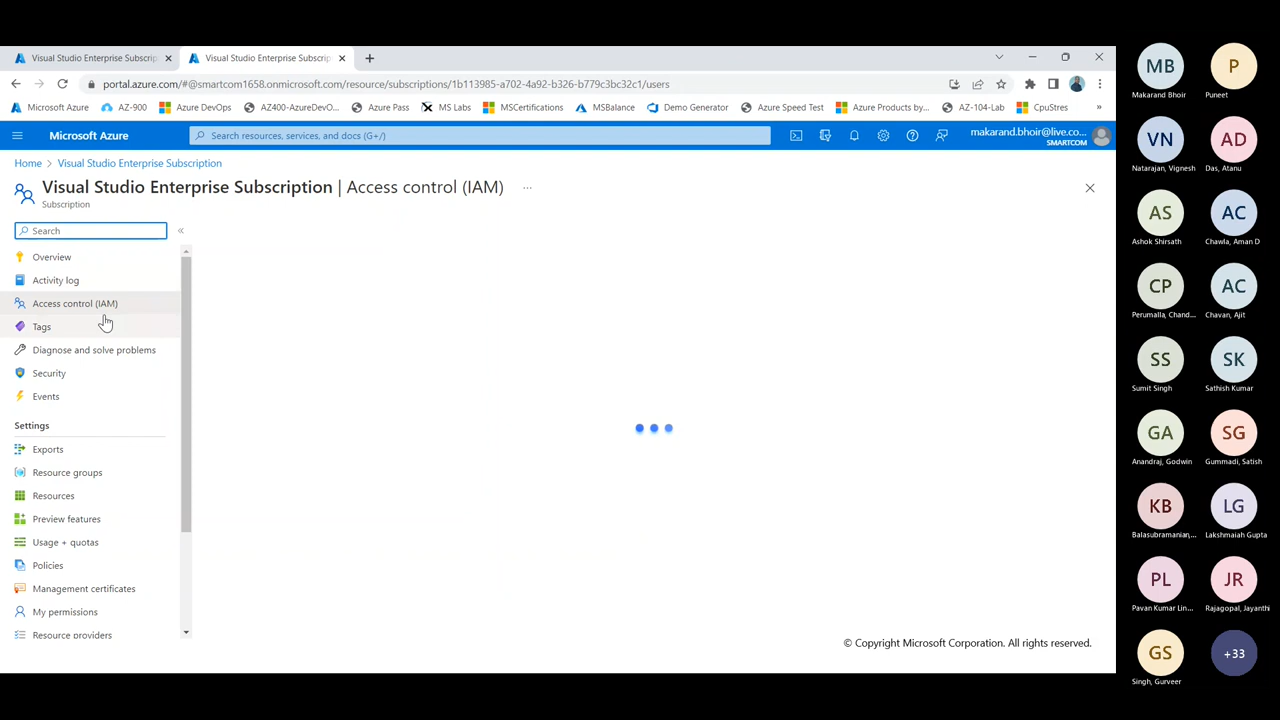 Visual Studio Enterprise Subscrip
Visual Studio Enterprise Subscrip
portal.azure.com/#@smartcom1658.onmicrosoft.com/resource/subscriptions/1b113985-a702-4a92-b326-b779c3bc32c1/users
Microsoft Azure
AZ-900
Azure DevOps
AZ400-AzureDevO...
Azure Pass
MS Labs
MSCertifications
MSBalance
Demo Generator
Azure Speed Test
Azure Products by...
AZ-104-Lab
CpuStres
»
Microsoft Azure
Search resources, services, and docs (G+/)
makarand.bhoir@live.co...
SMARTCOM
Home > Visual Studio Enterprise Subscription
Visual Studio Enterprise Subscription | Access control (IAM)
...
Subscription
Search
«
Overview
Activity log
Access control (IAM)
Tags
Diagnose and solve problems
Security
Events
Settings
Exports
Resource groups
Resources
Preview features
Usage + quotas
Policies
Management certificates
My permissions
Resource providers
© Copyright Microsoft Corporation. All rights reserved.
MB
Makarand Bhoir
P
Puneet
VN
Natarajan, Vignesh
AD
Das, Atanu
AS
Ashok Shirsath
AC
Chawla, Aman D
CP
Perumalla, Chand...
AC
Chavan, Ajit
SS
Sumit Singh
SK
Sathish Kumar
GA
Anandraj, Godwin
SG
Gummadi, Satish
KB
Balasubramanian,...
LG
Lakshmaiah Gupta
PL
Pavan Kumar Lin...
JR
Rajagopal, Jayanthi
GS
Singh, Gurveer
+33